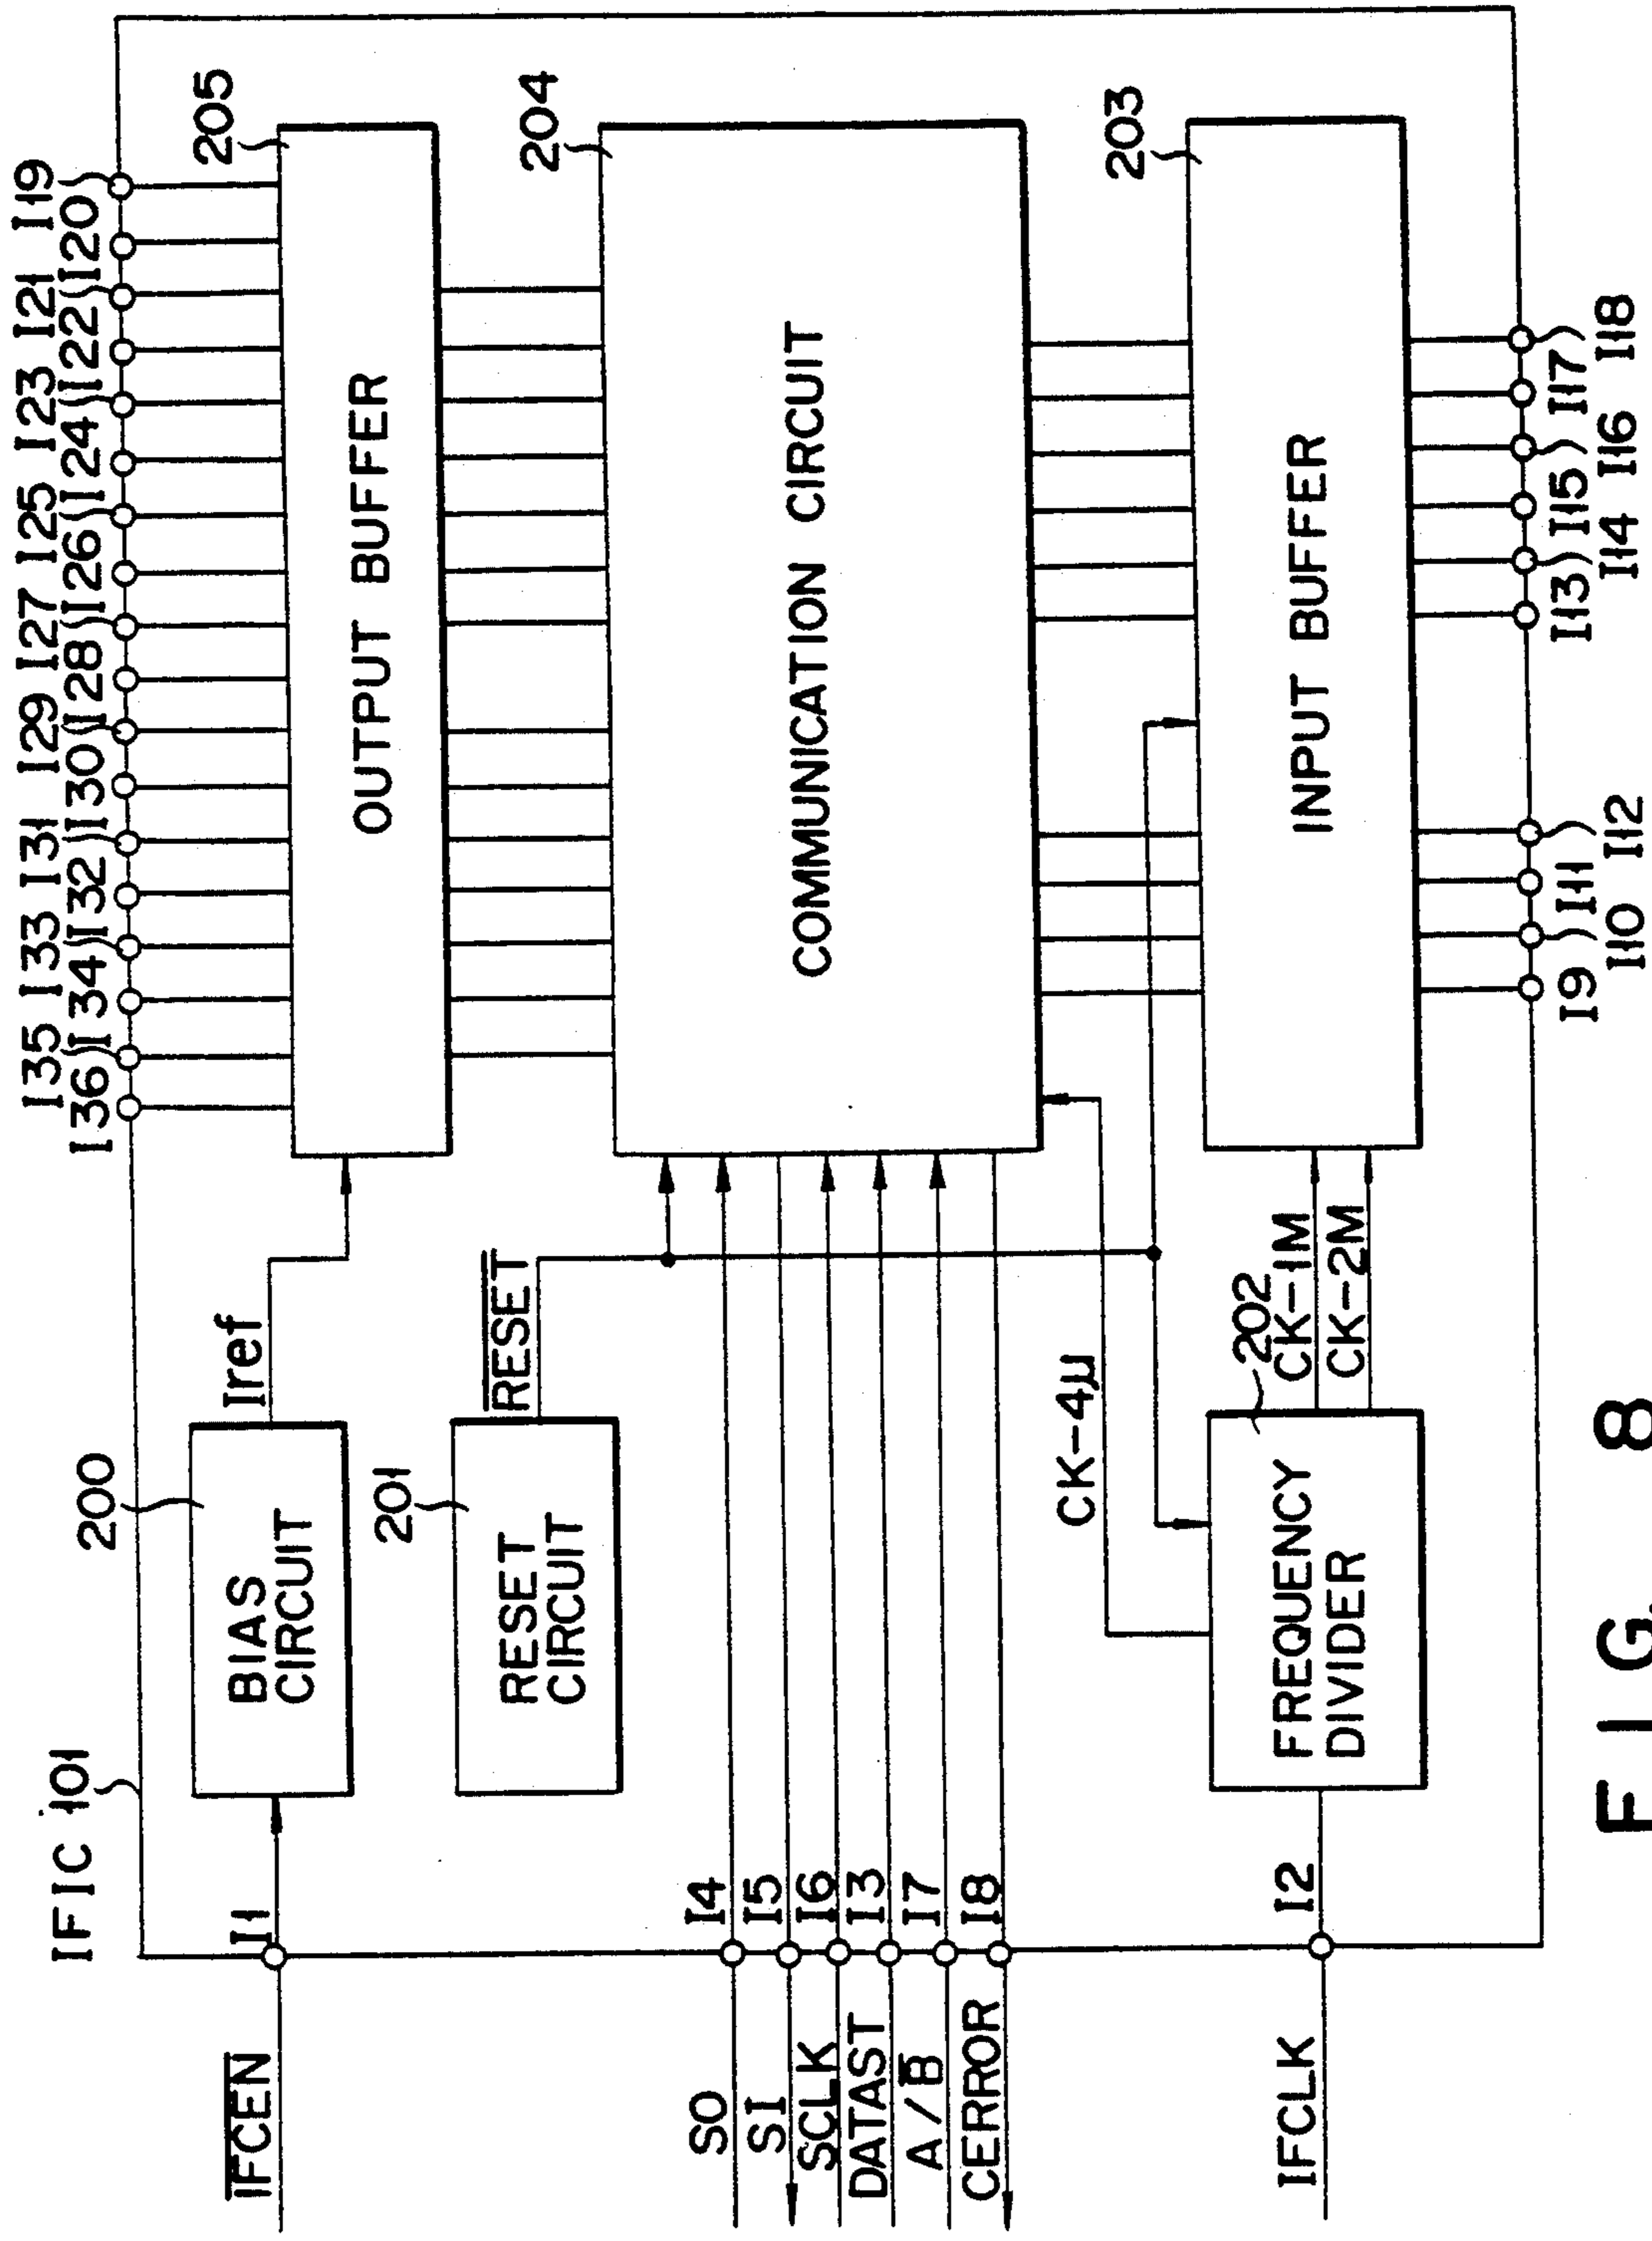 IFIC 101
I1
IFCEN
200
BIAS
CIRCUIT
Iref
201
RESET
CIRCUIT
RESET
205
OUTPUT BUFFER
I36
I35
I34
I33
I32
I31
I30
I29
I28
I27
I26
I25
I24
I23
I22
I21
I20
I19
204
COMMUNICATION CIRCUIT
SO
I4
SI
I5
SCLK
I6
DATAST
I3
A/B̅
I7
CERROR
I8
CK-4μ
202
CK-1M
CK-2M
FREQUENCY
DIVIDER
IFCLK
I2
203
INPUT BUFFER
I9
I10
I11
I12
I13
I14
I15
I16
I17
I18
FIG. 8